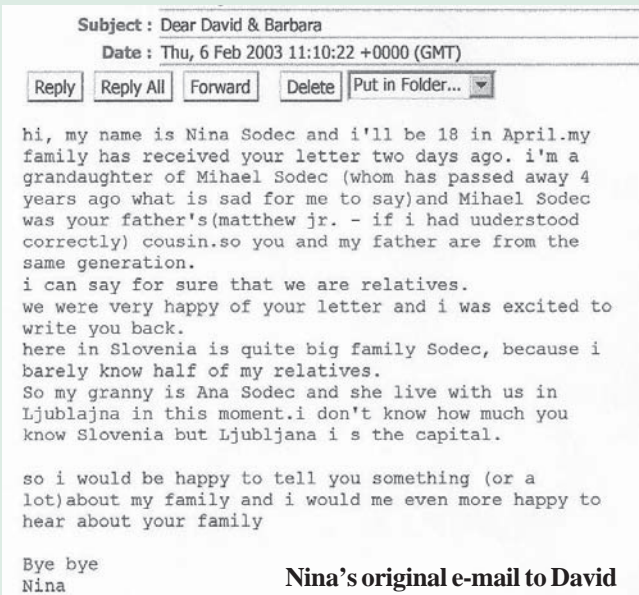 Subject : Dear David & Barbara
Date : Thu, 6 Feb 2003 11:10:22 +0000 (GMT)
Reply Reply All Forward Delete Put in Folder...
hi, my name is Nina Sodec and i'll be 18 in April.my
family has received your letter two days ago. i'm a
grandaughter of Mihael Sodec (whom has passed away 4
years ago what is sad for me to say)and Mihael Sodec
was your father's(matthew jr. - if i had uuderstood
correctly) cousin.so you and my father are from the
same generation.
i can say for sure that we are relatives.
we were very happy of your letter and i was excited to
write you back.
here in Slovenia is quite big family Sodec, because i
barely know half of my relatives.
So my granny is Ana Sodec and she live with us in
Ljublajna in this moment.i don't know how much you
know Slovenia but Ljubljana i s the capital.
so i would be happy to tell you something (or a
lot)about my family and i would me even more happy to
hear about your family
Bye bye
Nina
Nina's original e-mail to David